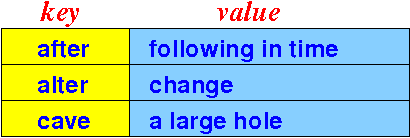 key value
after following in time
alter change
cave a large hole